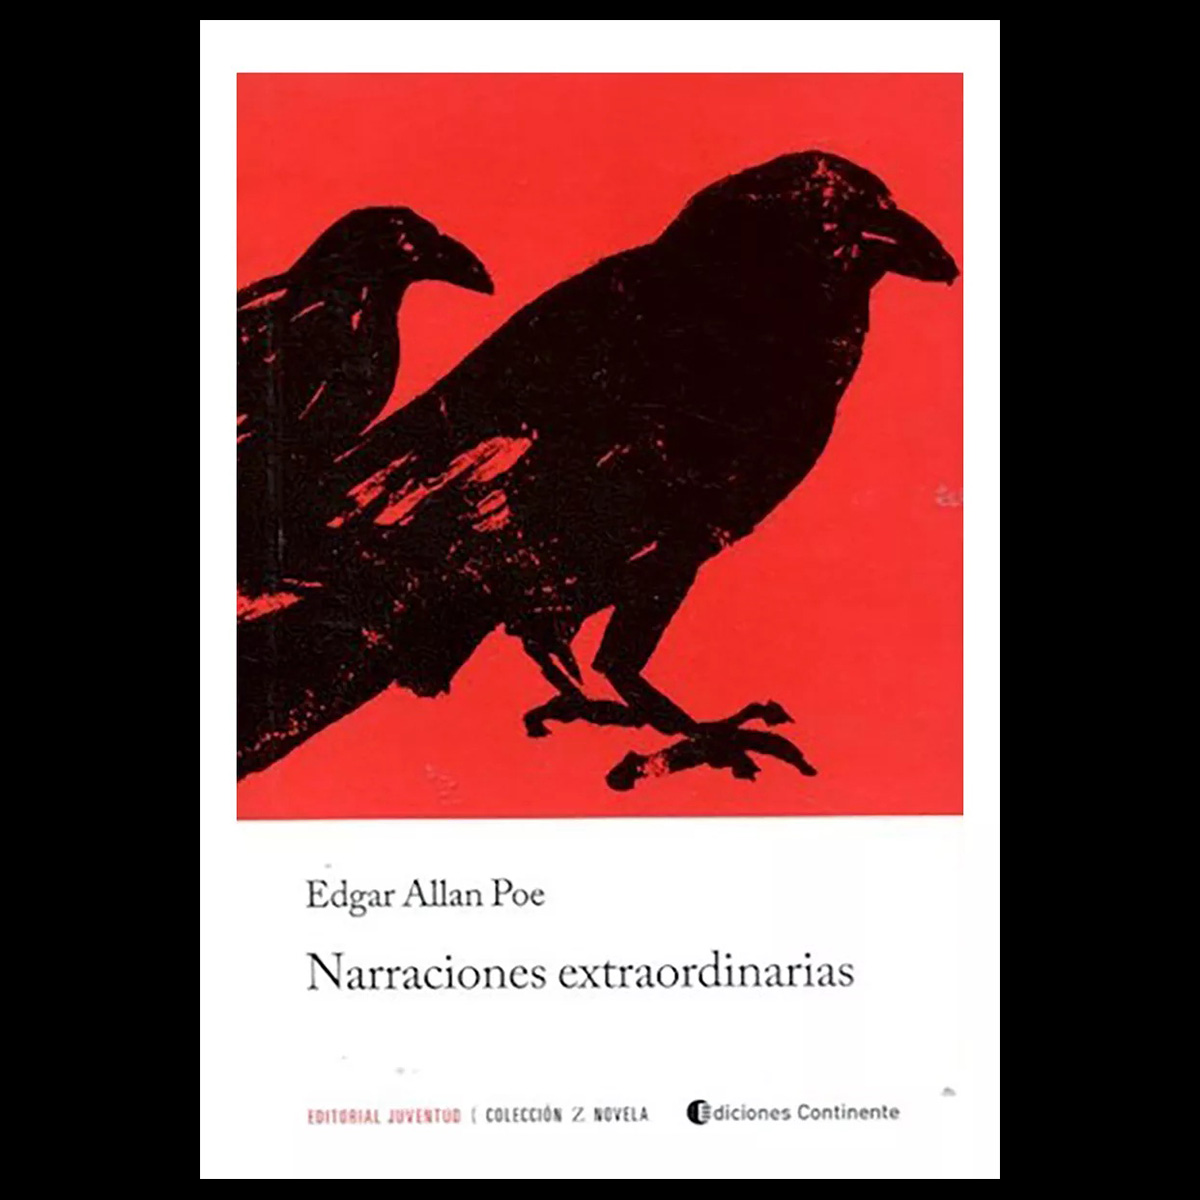 Edgar Allan Poe
Narraciones extraordinarias
EDITORIAL JUVENTUD ( COLECCIÓN Z NOVELA Ediciones Continente